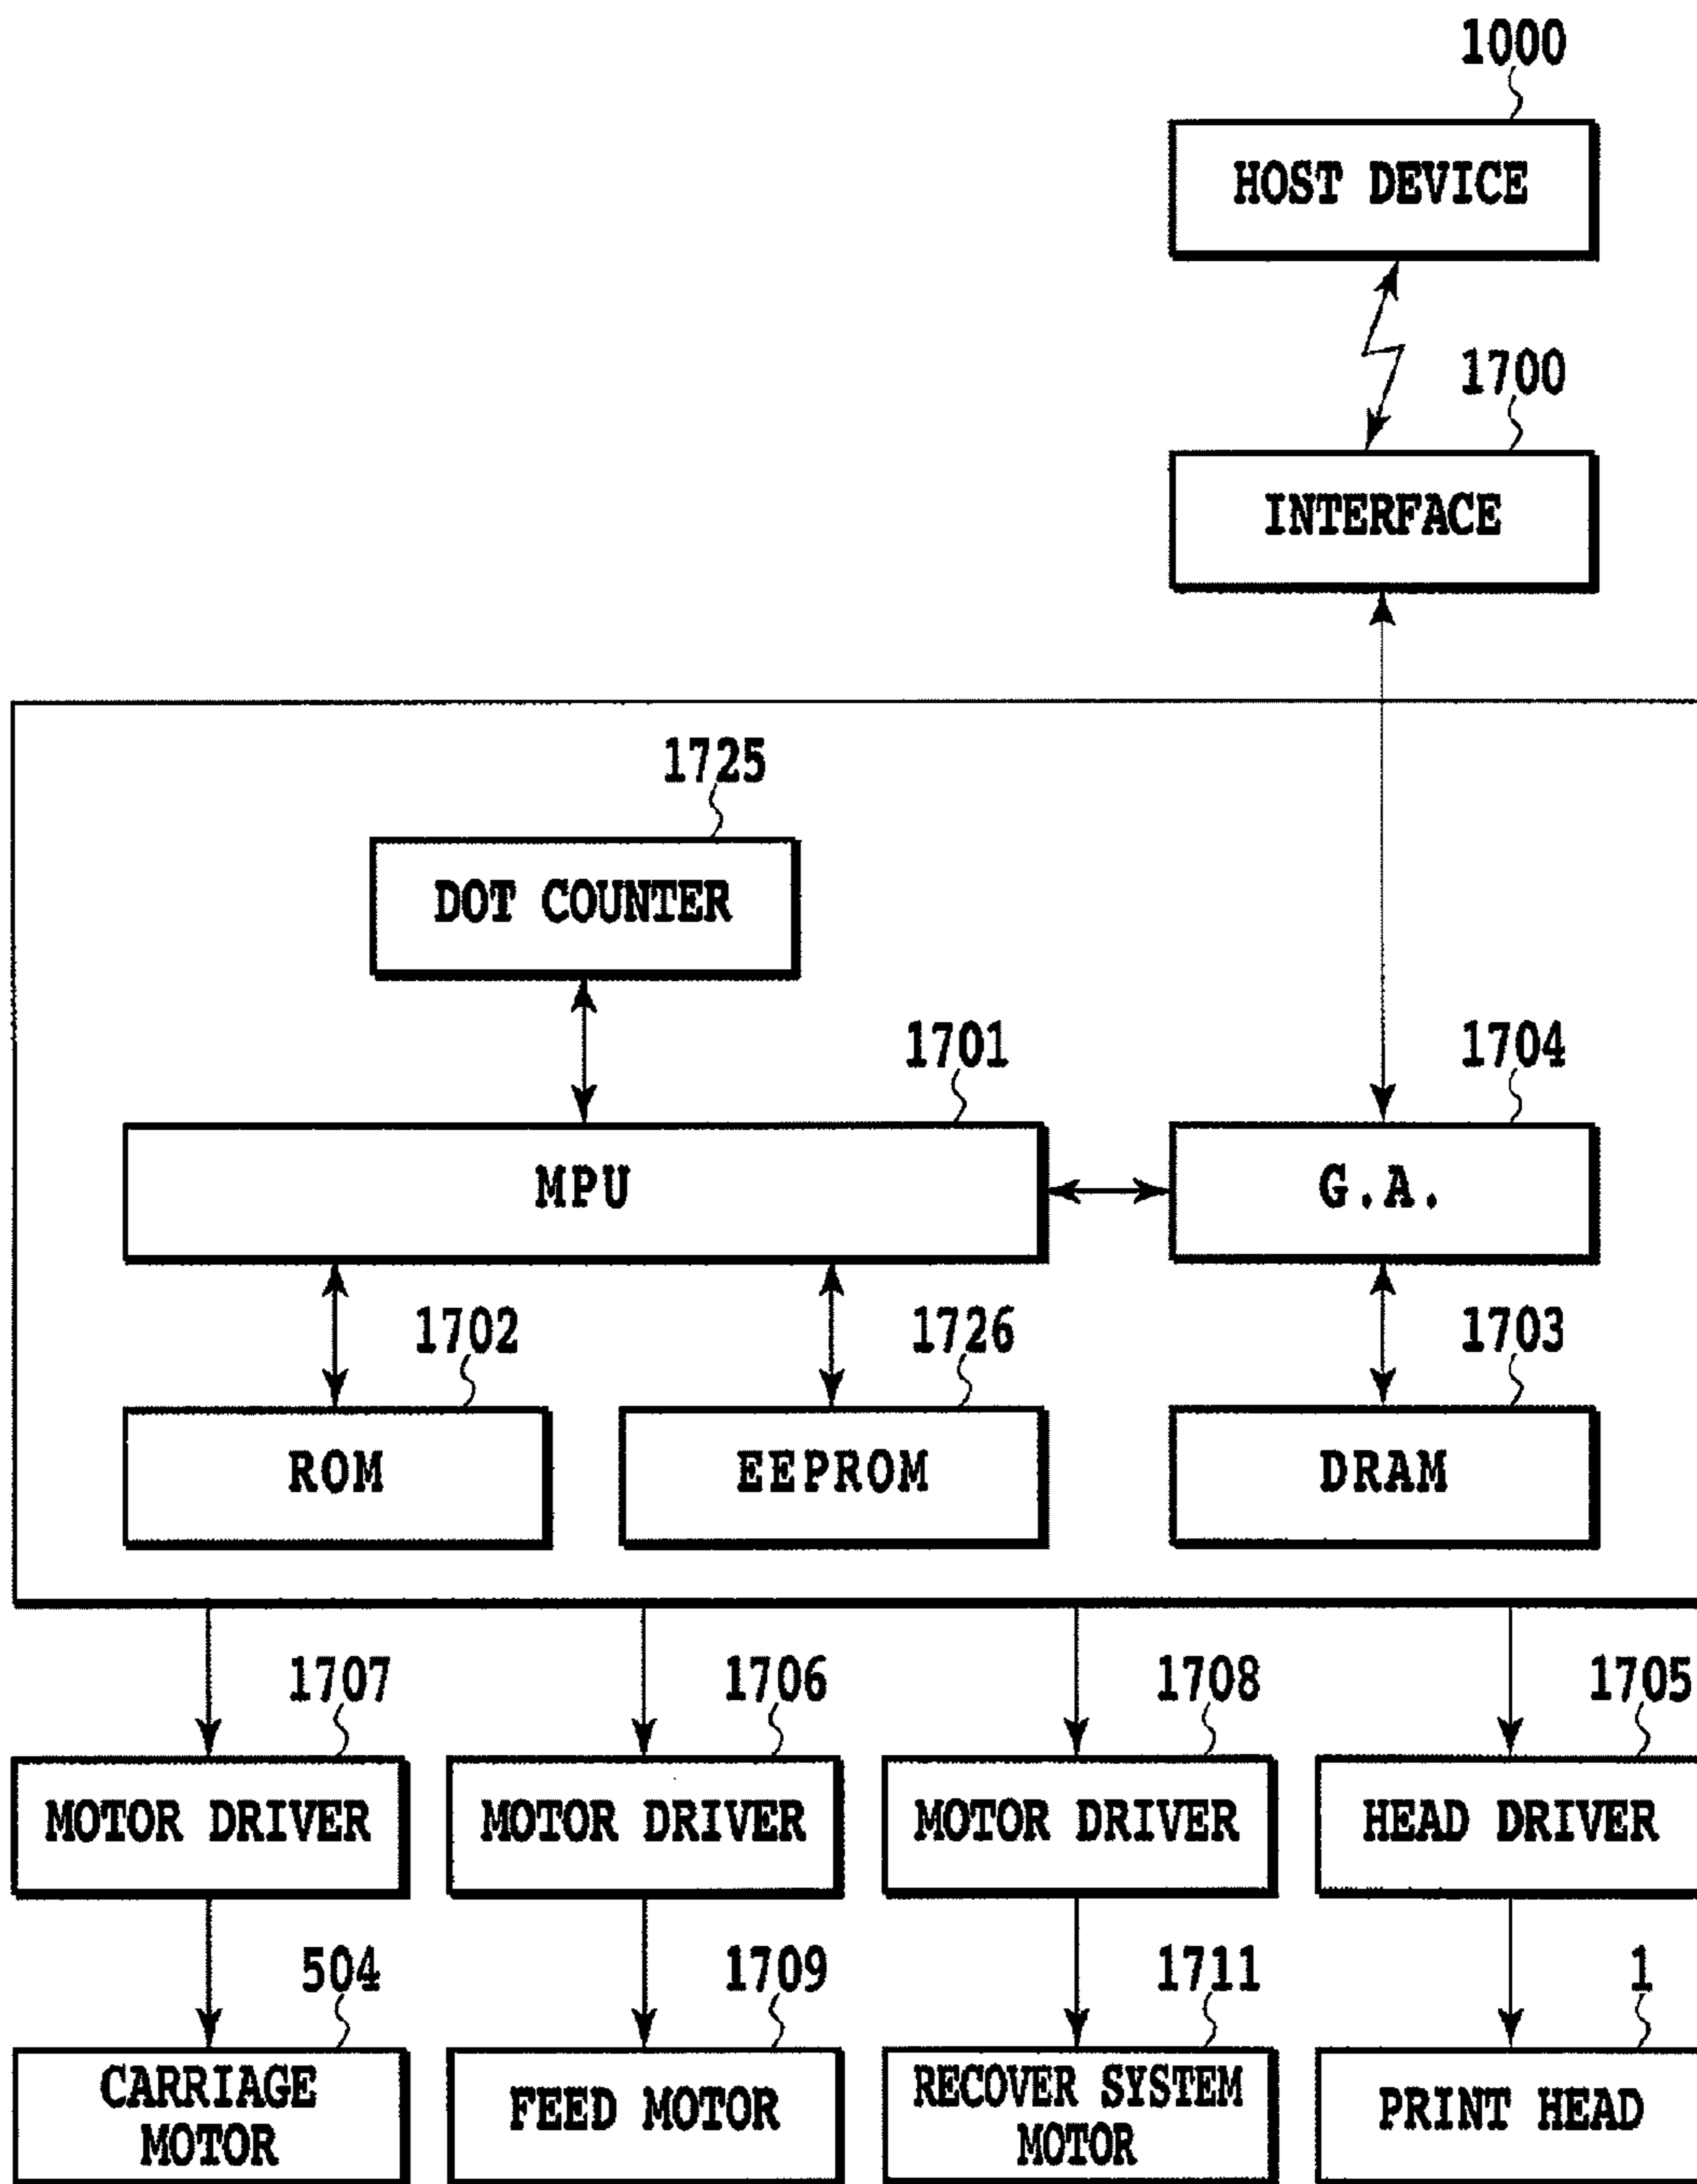 1000
HOST DEVICE
1700
INTERFACE
1725
DOT COUNTER
1701
1704
MPU
G.A.
1702
1726
1703
ROM
EEPROM
DRAM
1707
1706
1708
1705
MOTOR DRIVER
MOTOR DRIVER
MOTOR DRIVER
HEAD DRIVER
504
1709
1711
1
CARRIAGE
MOTOR
FEED MOTOR
RECOVER SYSTEM
MOTOR
PRINT HEAD